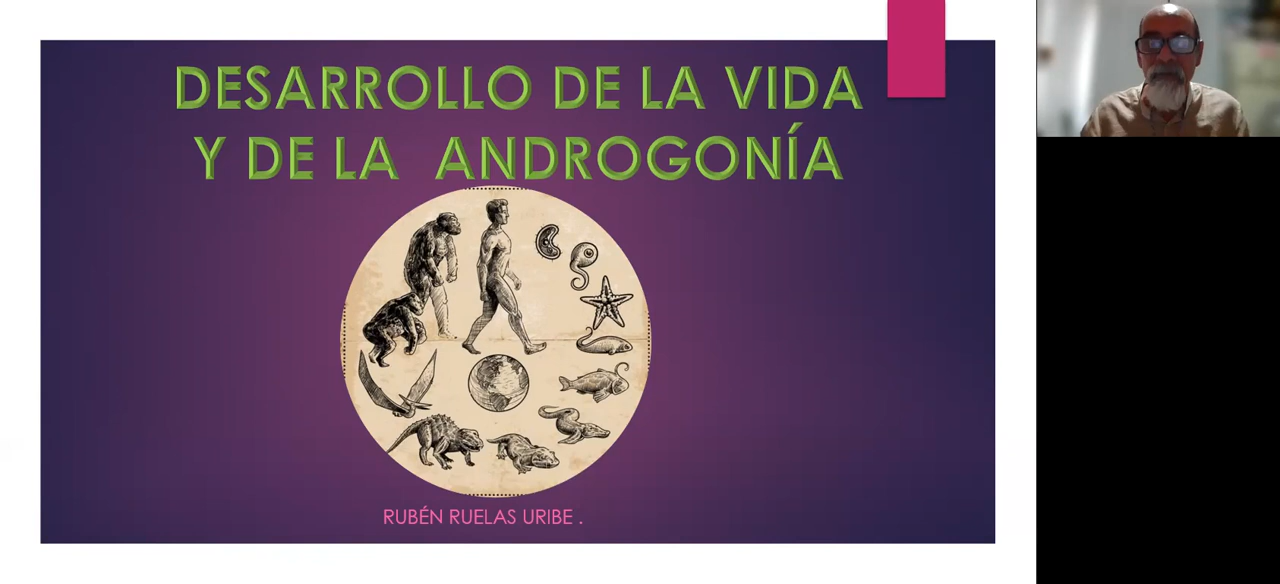 DESARROLLO DE LA VIDA
Y DE LA ANDROGONÍA
RUBÉN RUELAS URIBE .